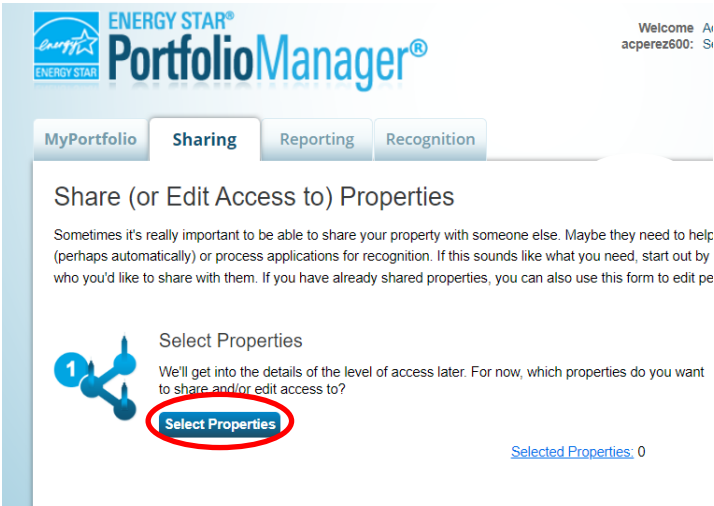 ENERGY STAR®
PortfolioManager®
energy
ENERGY STAR
Welcome
acperez600:
MyPortfolio Sharing Reporting Recognition
Share (or Edit Access to) Properties
Sometimes it's really important to be able to share your property with someone else. Maybe they need to help
(perhaps automatically) or process applications for recognition. If this sounds like what you need, start out by
who you'd like to share with them. If you have already shared properties, you can also use this form to edit pe
1
Select Properties
We'll get into the details of the level of access later. For now, which properties do you want
to share and/or edit access to?
Select Properties
Selected Properties: 0